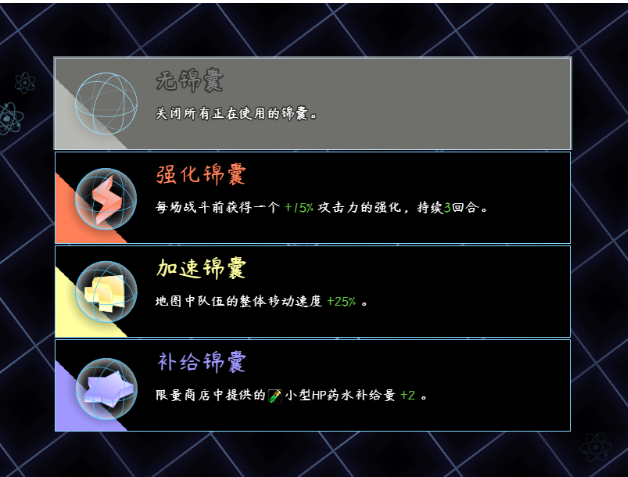 无锦囊
关闭所有正在使用的锦囊。
强化锦囊
每场战斗前获得一个 +15% 攻击力的强化，持续3回合。
加速锦囊
地图中队伍的整体移动速度 +25% 。
补给锦囊
限量商店中提供的小型HP药水补给量 +2 。